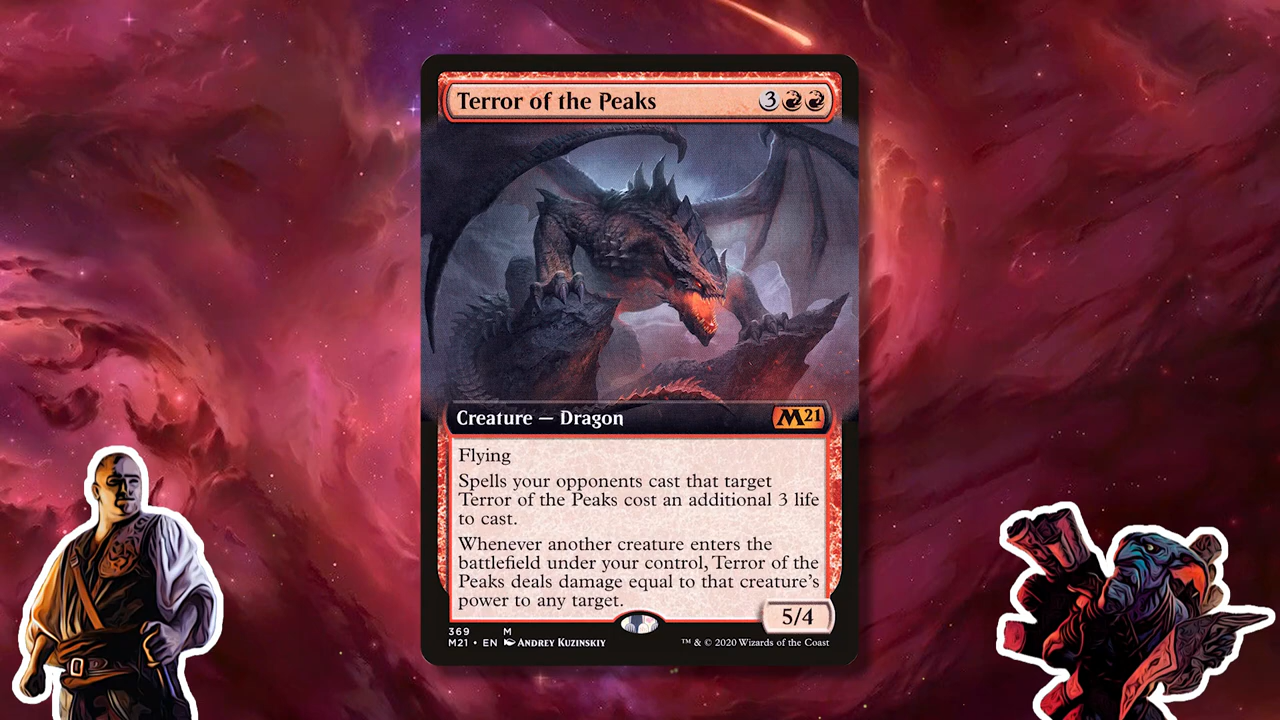 Terror of the Peaks 3
Creature — Dragon M21
Flying
Spells your opponents cast that target
Terror of the Peaks cost an additional 3 life
to cast.
Whenever another creature enters the
battlefield under your control, Terror of the
Peaks deals damage equal to that creature's
power to any target.
5/4
369 M
M21 • EN Andrey Kuzinskiy
™ & © 2020 Wizards of the Coast